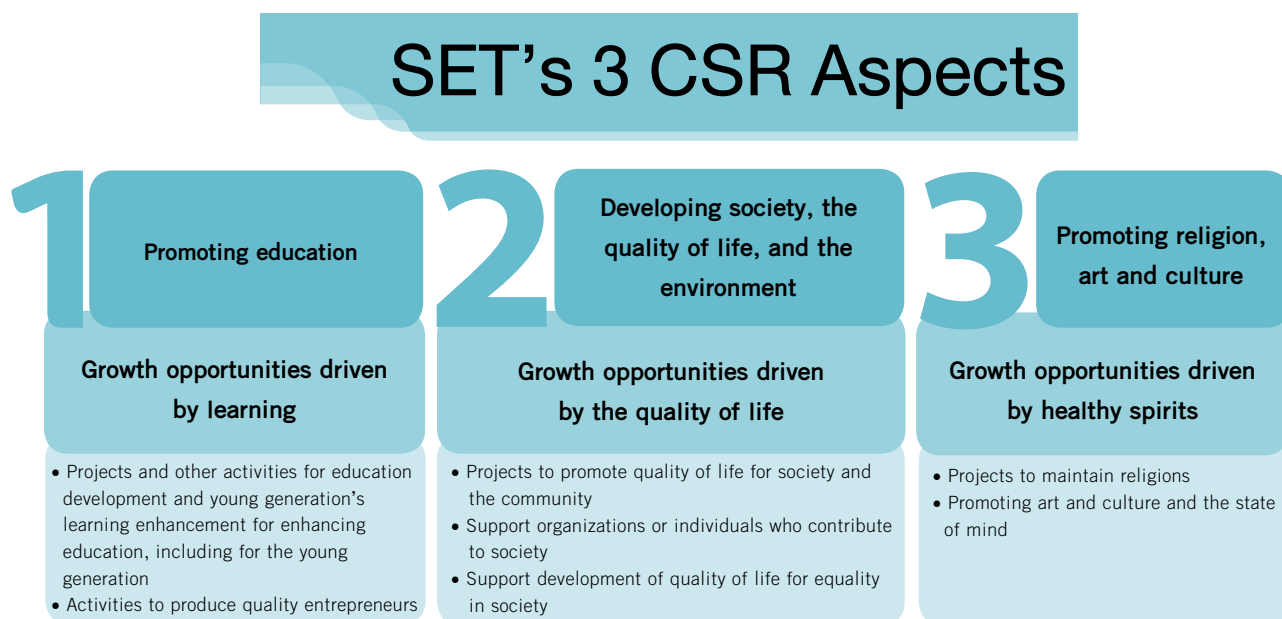 SET's 3 CSR Aspects
1
Promoting education
Growth opportunities driven
by learning
• Projects and other activities for education
development and young generation's
learning enhancement for enhancing
education, including for the young
generation
• Activities to produce quality entrepreneurs
2
Developing society, the
quality of life, and the
environment
Growth opportunities driven
by the quality of life
• Projects to promote quality of life for society and
the community
• Support organizations or individuals who contribute
to society
• Support development of quality of life for equality
in society
3
Promoting religion,
art and culture
Growth opportunities driven
by healthy spirits
• Projects to maintain religions
• Promoting art and culture and the state
of mind